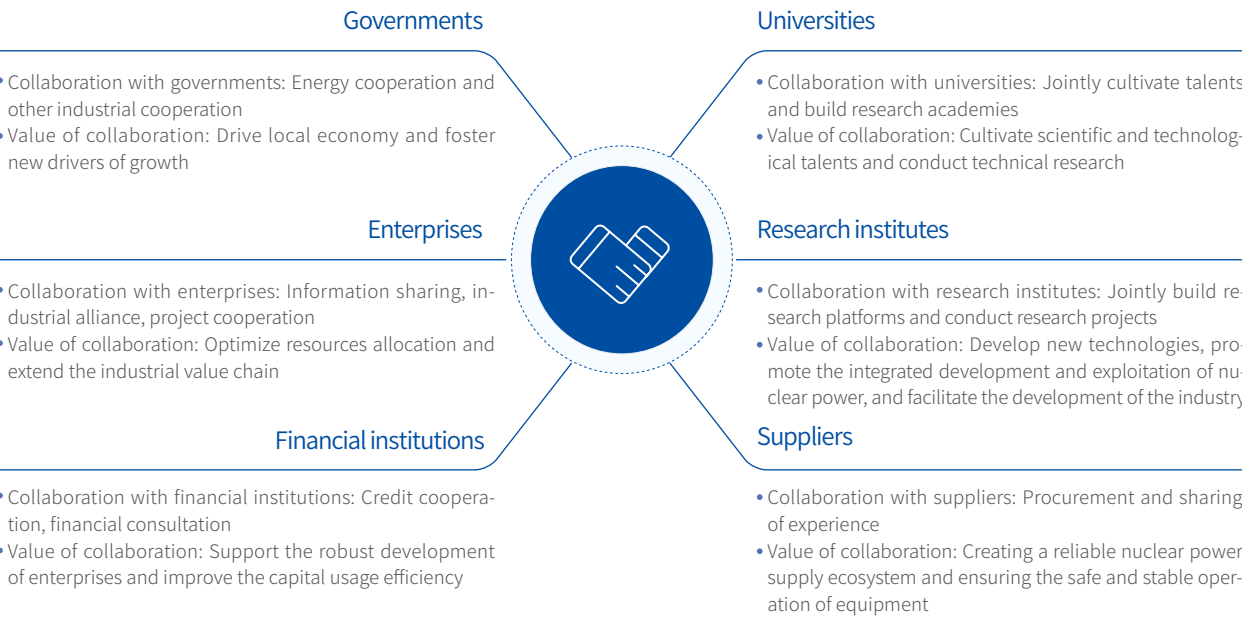 Governments
• Collaboration with governments: Energy cooperation and
other industrial cooperation
• Value of collaboration: Drive local economy and foster
new drivers of growth
Enterprises
• Collaboration with enterprises: Information sharing, in-
dustrial alliance, project cooperation
• Value of collaboration: Optimize resources allocation and
extend the industrial value chain
Financial institutions
• Collaboration with financial institutions: Credit coopera-
tion, financial consultation
• Value of collaboration: Support the robust development
of enterprises and improve the capital usage efficiency
Universities
• Collaboration with universities: Jointly cultivate talents
and build research academies
• Value of collaboration: Cultivate scientific and technolog-
ical talents and conduct technical research
Research institutes
• Collaboration with research institutes: Jointly build re-
search platforms and conduct research projects
• Value of collaboration: Develop new technologies, pro-
mote the integrated development and exploitation of nu-
clear power, and facilitate the development of the industry
Suppliers
• Collaboration with suppliers: Procurement and sharing
of experience
• Value of collaboration: Creating a reliable nuclear power
supply ecosystem and ensuring the safe and stable oper-
ation of equipment